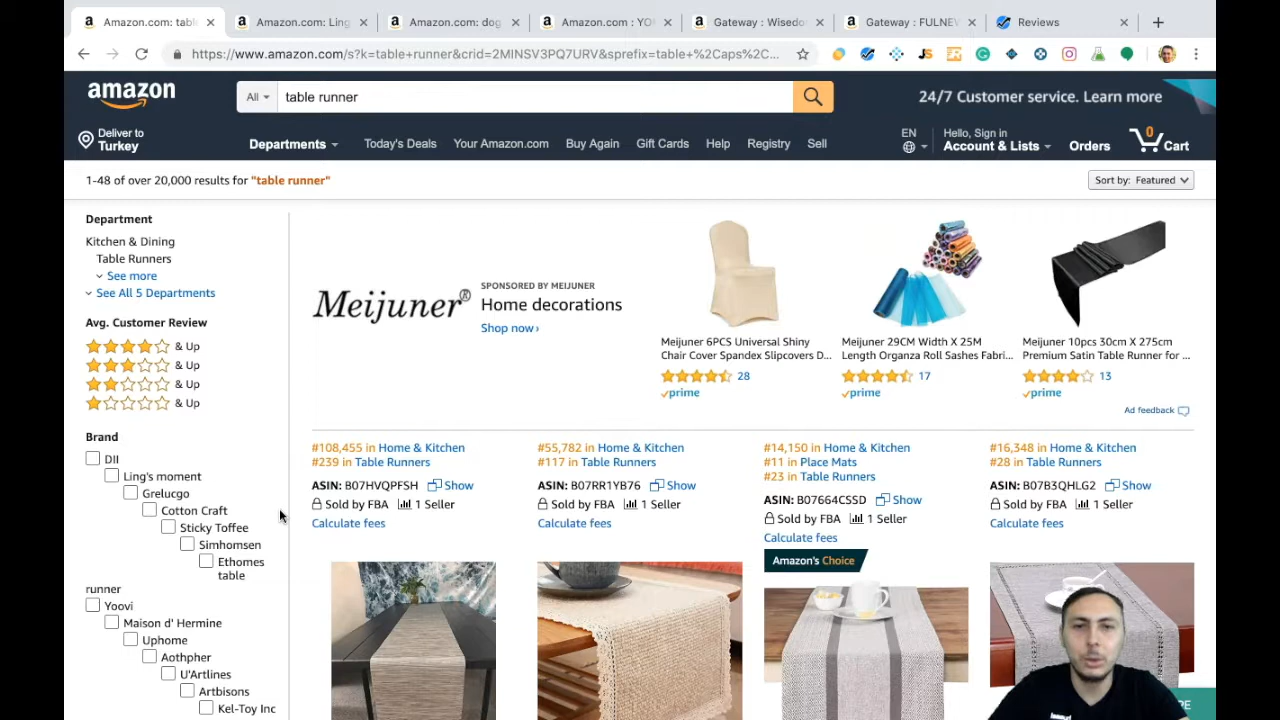 Amazon.com: tabl
Amazon.com: Ling
Amazon.com: dog
Amazon.com : YO
Gateway : Wisedo
Gateway : FULNEV
Reviews
https://www.amazon.com/s?k=table+runner&crid=2MINSV3PQ7URV&sprefix=table+%2Caps%2C...
JS
amazon
All
table runner
24/7 Customer service. Learn more
Deliver to
Turkey
Departments
Today's Deals
Your Amazon.com
Buy Again
Gift Cards
Help
Registry
Sell
EN
Hello, Sign in
Account & Lists
Orders
0
Cart
1-48 of over 20,000 results for "table runner"
Sort by: Featured
Department
Kitchen & Dining
Table Runners
See more
See All 5 Departments
Avg. Customer Review
& Up
& Up
& Up
& Up
Brand
DII
Ling's moment
Grelucgo
Cotton Craft
Sticky Toffee
Simhomsen
Ethomes
table
runner
Yoovi
Maison d' Hermine
Uphome
Aothpher
U'Artlines
Artbisons
Kel-Toy Inc
Meijuner®
SPONSORED BY MEIJUNER
Home decorations
Shop now ›
Meijuner 6PCS Universal Shiny
Chair Cover Spandex Slipcovers D...
28
prime
Meijuner 29CM Width X 25M
Length Organza Roll Sashes Fabri...
17
prime
Meijuner 10pcs 30cm X 275cm
Premium Satin Table Runner for ...
13
prime
Ad feedback
#108,455 in Home & Kitchen
#239 in Table Runners
ASIN: B07HVQPFSH Show
Sold by FBA 1 Seller
Calculate fees
#55,782 in Home & Kitchen
#117 in Table Runners
ASIN: B07RR1YB76 Show
Sold by FBA 1 Seller
Calculate fees
#14,150 in Home & Kitchen
#11 in Place Mats
#23 in Table Runners
ASIN: B07664CSSD Show
Sold by FBA 1 Seller
Calculate fees
Amazon's Choice
#16,348 in Home & Kitchen
#28 in Table Runners
ASIN: B07B3QHLG2 Show
Sold by FBA 1 Seller
Calculate fees